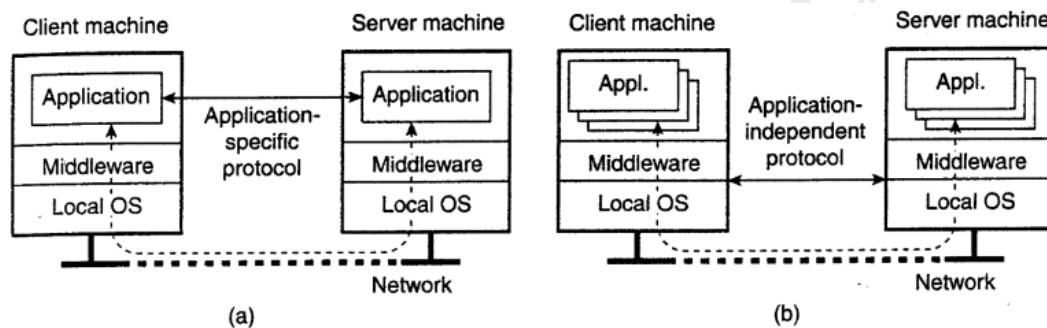 Client machine
Server machine
Application
Application
Application-
specific
protocol
Middleware
Middleware
Local OS
Local OS
Network
(a)
Client machine
Server machine
Appl.
Appl.
Application-
independent
protocol
Middleware
Middleware
Local OS
Local OS
Network
(b)